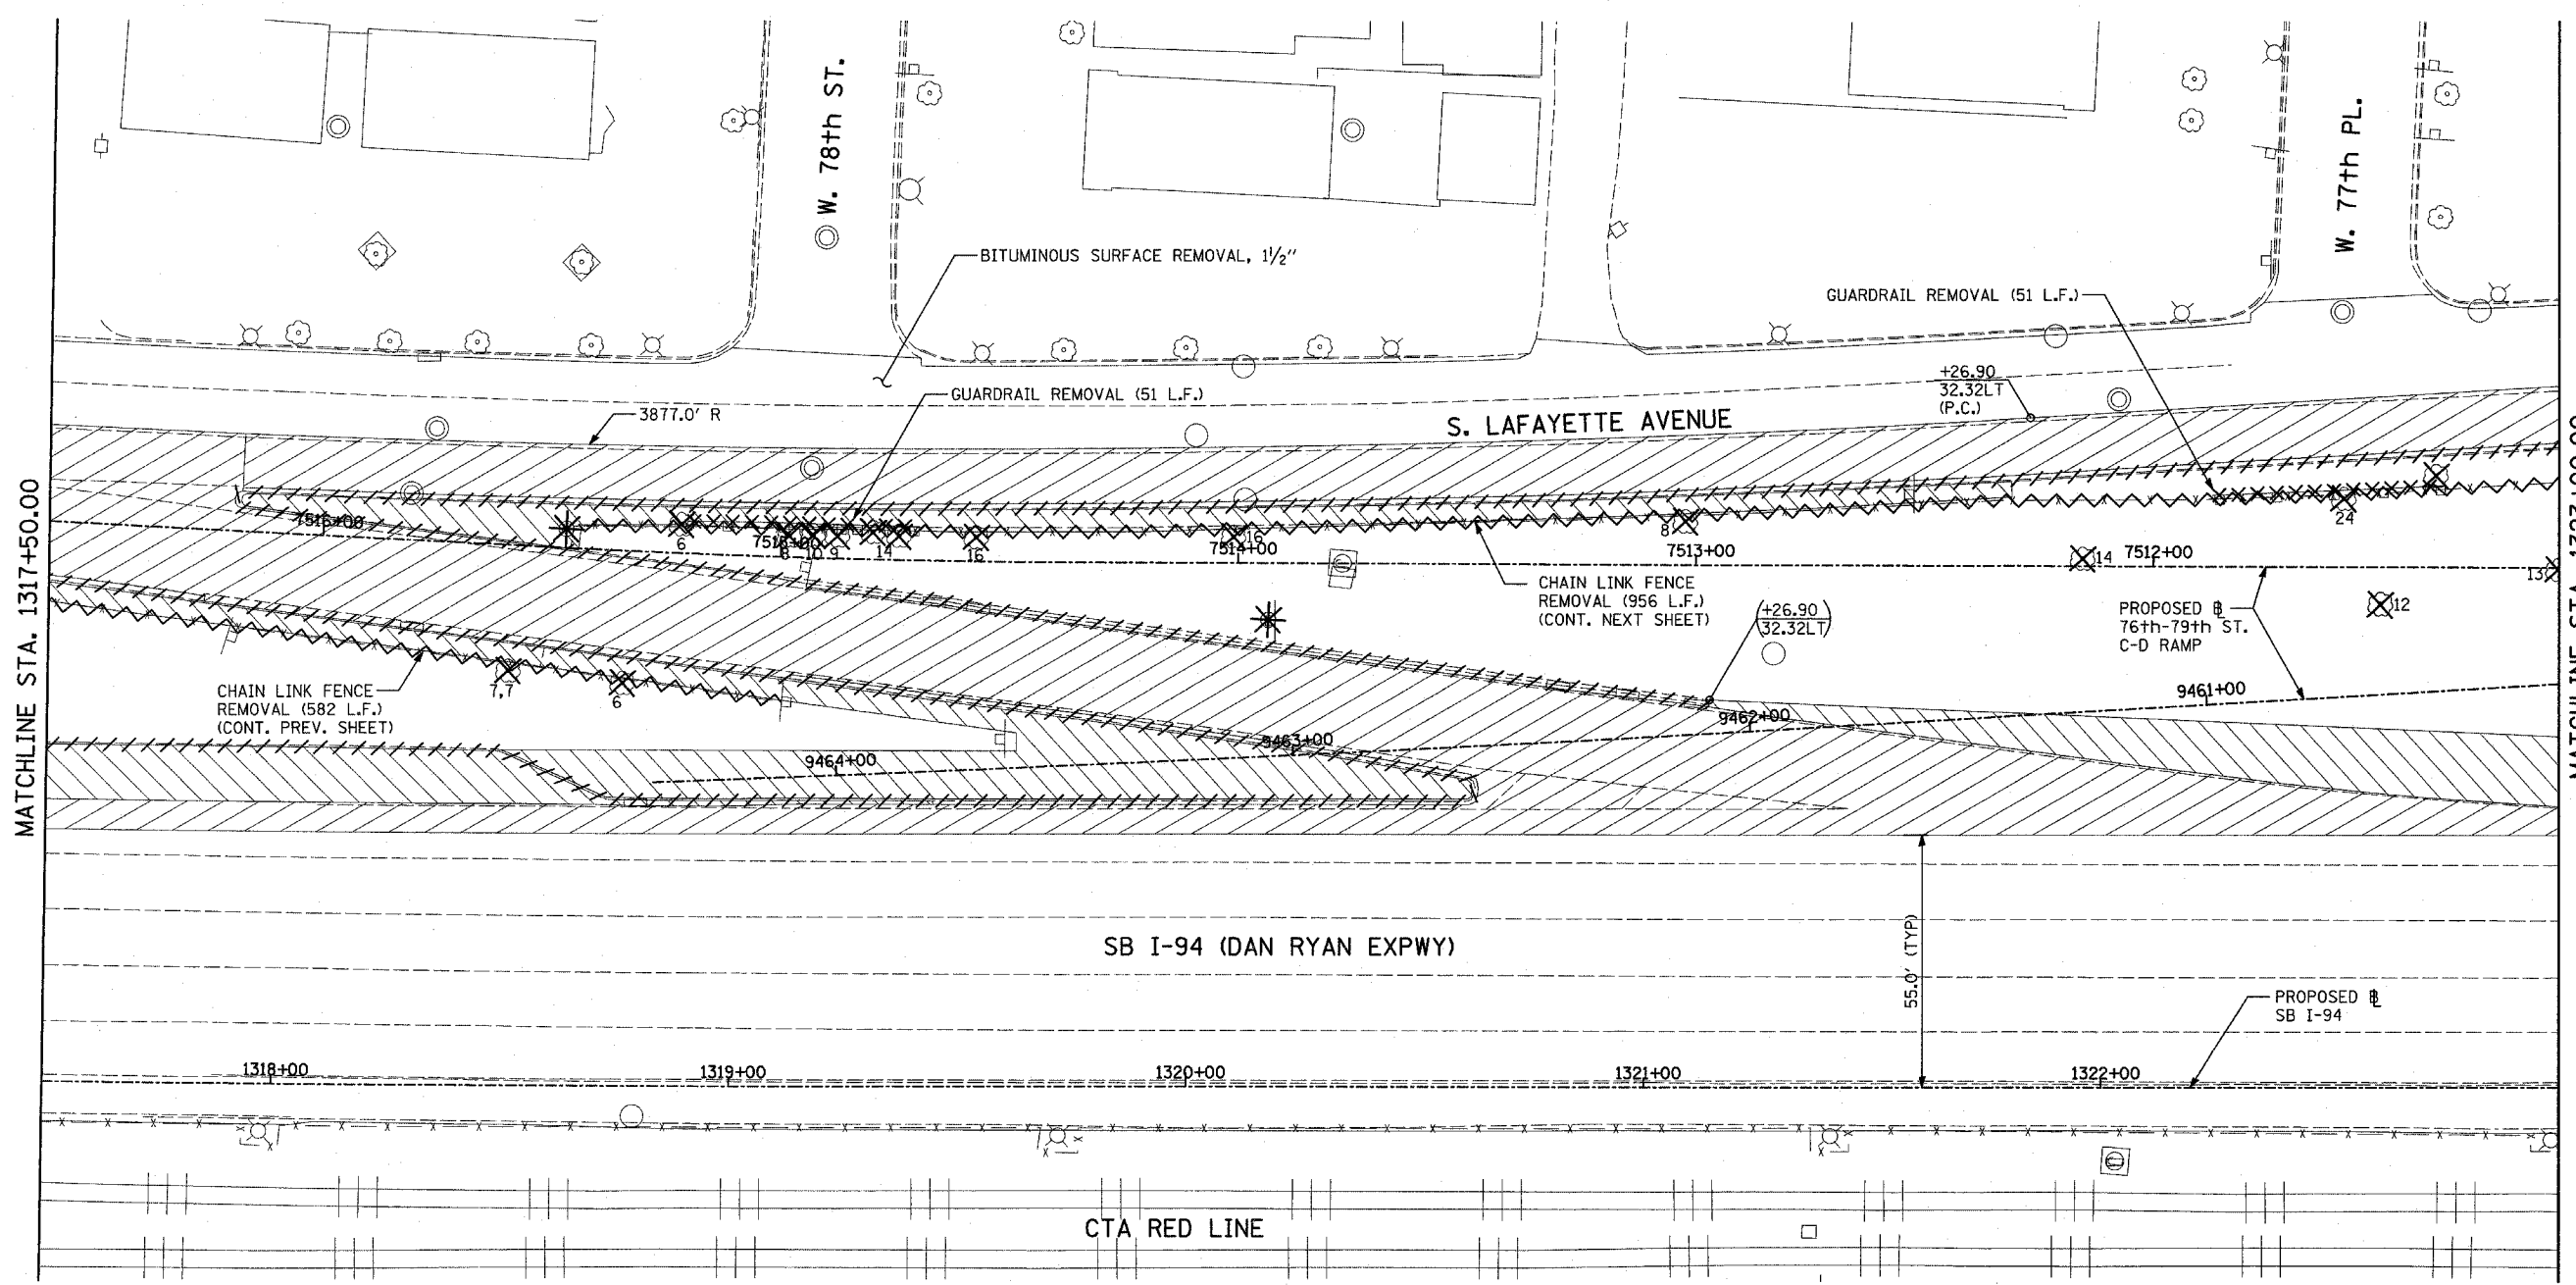 W. 78th ST.
W. 77th PL.
BITUMINOUS SURFACE REMOVAL, 1½"
GUARDRAIL REMOVAL (51 L.F.)
GUARDRAIL REMOVAL (51 L.F.)
+26.90
32.32LT
(P.C.)
3877.0' R
S. LAFAYETTE AVENUE
MATCHLINE STA. 1317+50.00
6
8
10
9
14
16
16
7514+00
8
7513+00
14
7512+00
24
13
12
CHAIN LINK FENCE
REMOVAL (956 L.F.)
(CONT. NEXT SHEET)
(+26.90
32.32LT)
PROPOSED B
76th-79th ST.
C-D RAMP
7,7
6
CHAIN LINK FENCE
REMOVAL (582 L.F.)
(CONT. PREV. SHEET)
9461+00
9462+00
9463+00
9464+00
SB I-94 (DAN RYAN EXPWY)
55.0' (TYP)
PROPOSED B
SB I-94
1318+00
1319+00
1320+00
1321+00
1322+00
CTA RED LINE